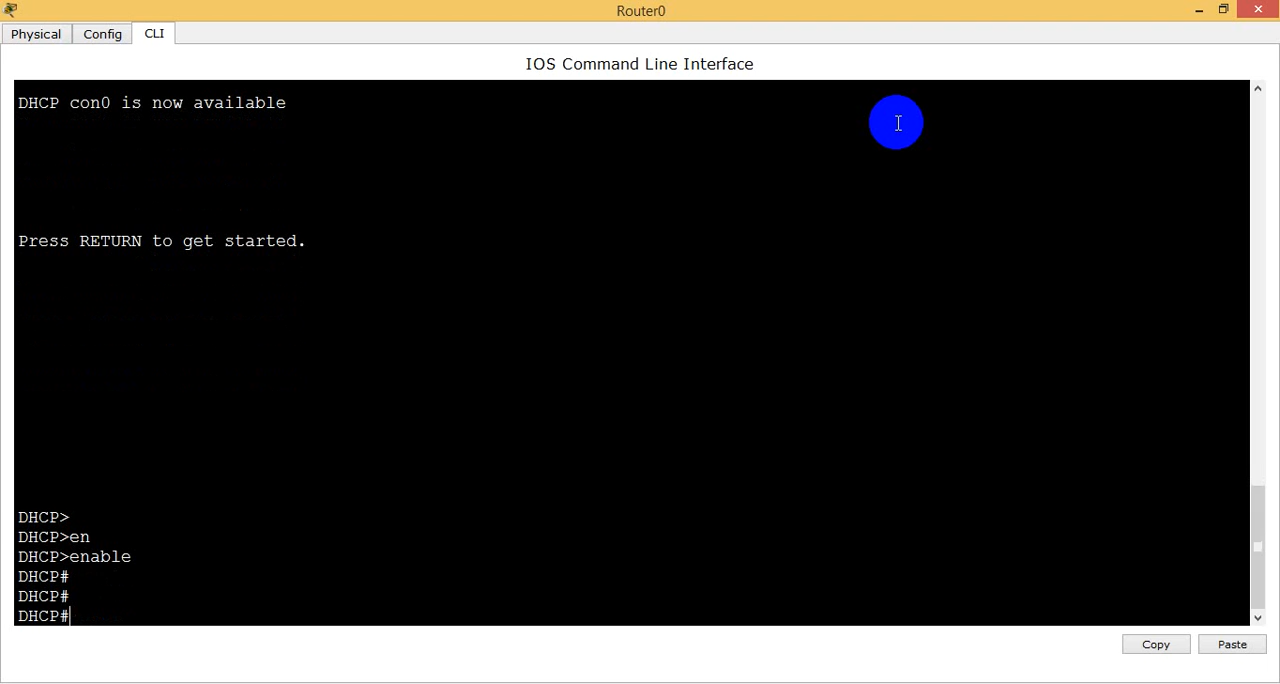 Router0
Physical Config CLI
IOS Command Line Interface
DHCP con0 is now available
Press RETURN to get started.
DHCP>
DHCP>en
DHCP>enable
DHCP#
DHCP#
DHCP#
Copy Paste